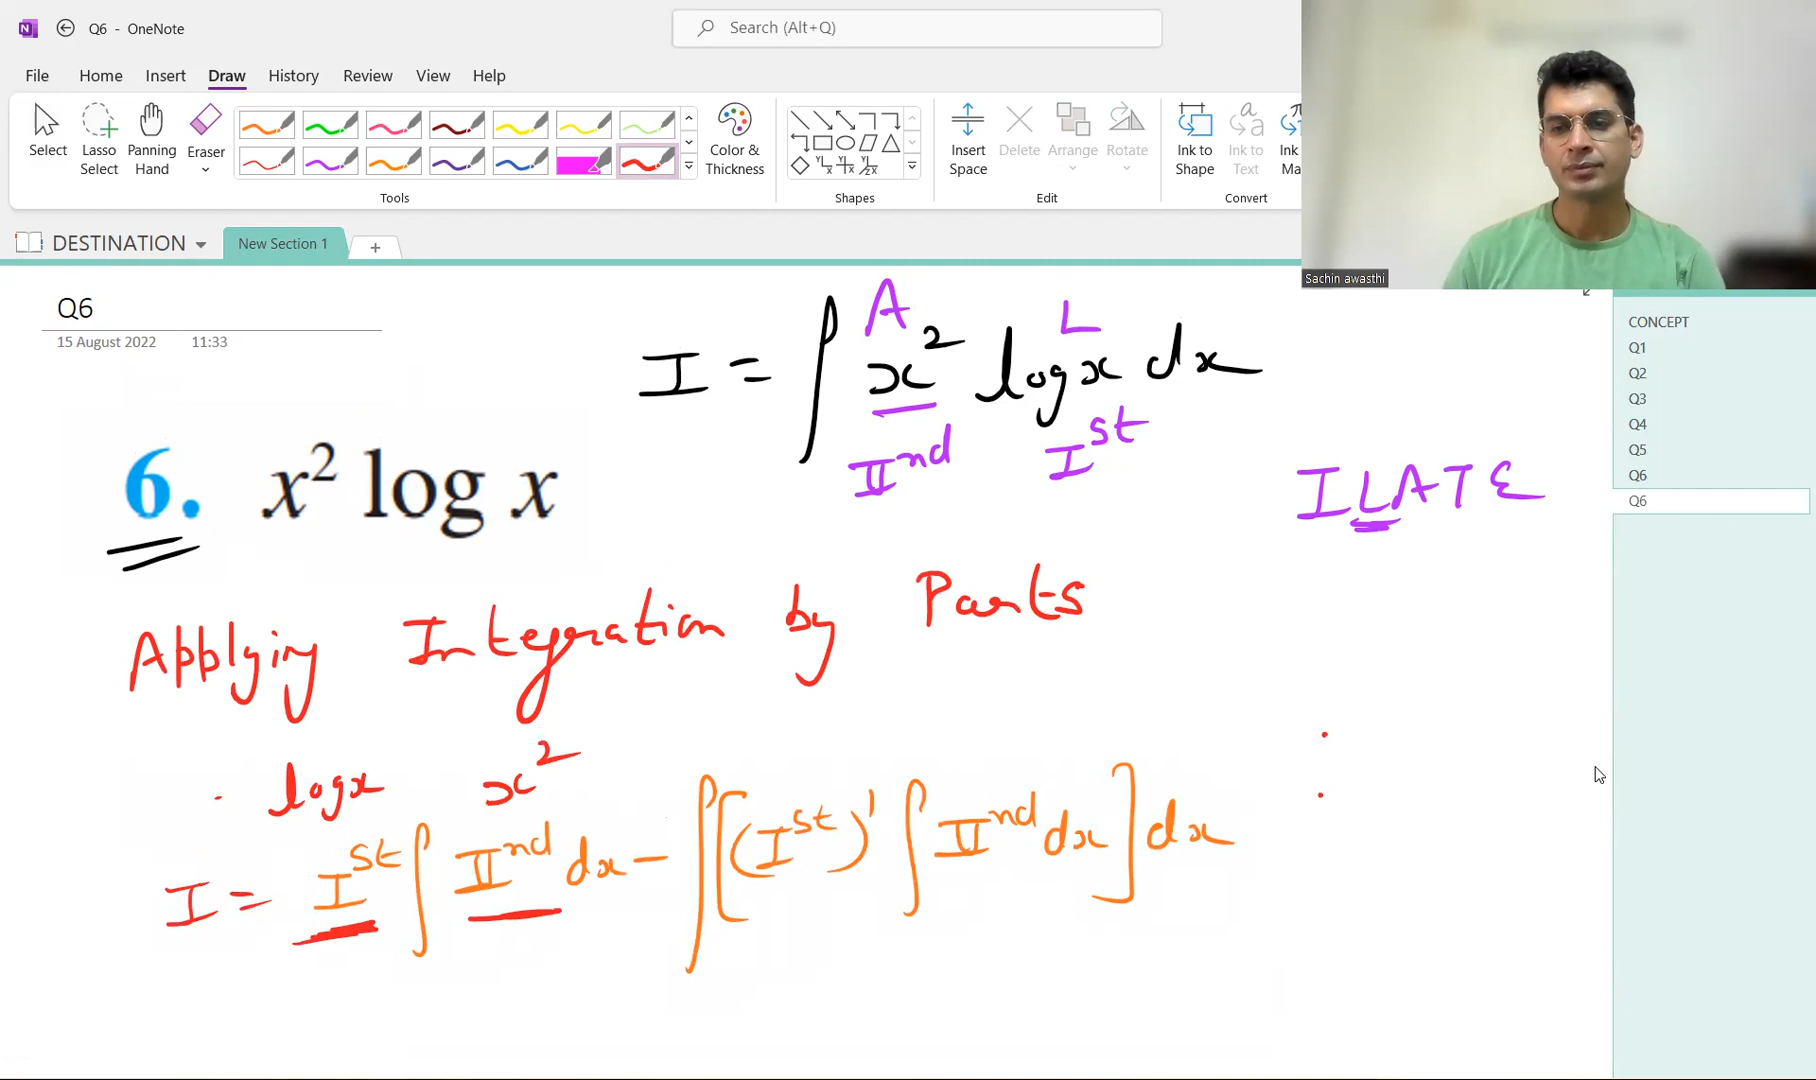 Q6 - OneNote
Search (Alt+Q)
File Home Insert Draw History Review View Help
Select
Lasso Select
Panning Hand
Eraser
Color & Thickness
Insert Space
Delete
Arrange
Rotate
Ink to Shape
Ink to Text
Ink Ma
Tools Shapes Edit Convert
Sachin awasthi
DESTINATION New Section 1 +
Q6
15 August 2022 11:33
CONCEPT
Q1
Q2
Q3
Q4
Q5
Q6
Q6
A L
I = ∫ x² log x dx
IInd Ist
ILATE
6. x² log x
Applying Integration by Parts
log x x²
I = Ist ∫ IInd dx − ∫ [(Ist)' ∫ IInd dx] dx